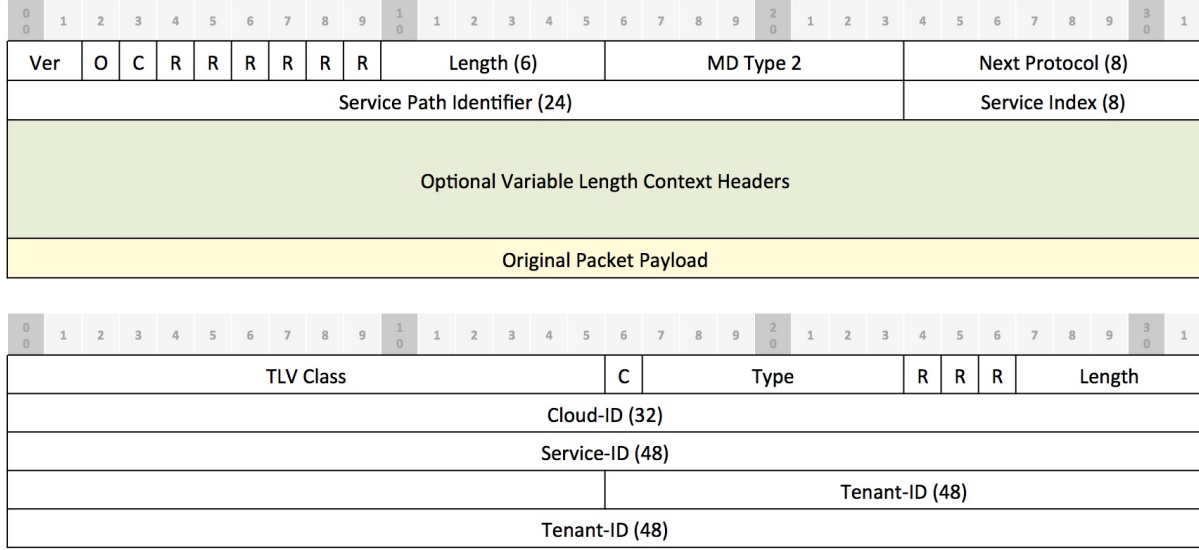 0 0 1 2 3 4 5 6 7 8 9 1 0 1 2 3 4 5 6 7 8 9 2 0 1 2 3 4 5 6 7 8 9 3 0 1
Ver O C R R R R R R Length (6) MD Type 2 Next Protocol (8)
Service Path Identifier (24) Service Index (8)
Optional Variable Length Context Headers
Original Packet Payload
0 0 1 2 3 4 5 6 7 8 9 1 0 1 2 3 4 5 6 7 8 9 2 0 1 2 3 4 5 6 7 8 9 3 0 1
TLV Class C Type R R R Length
Cloud-ID (32)
Service-ID (48)
Tenant-ID (48)
Tenant-ID (48)